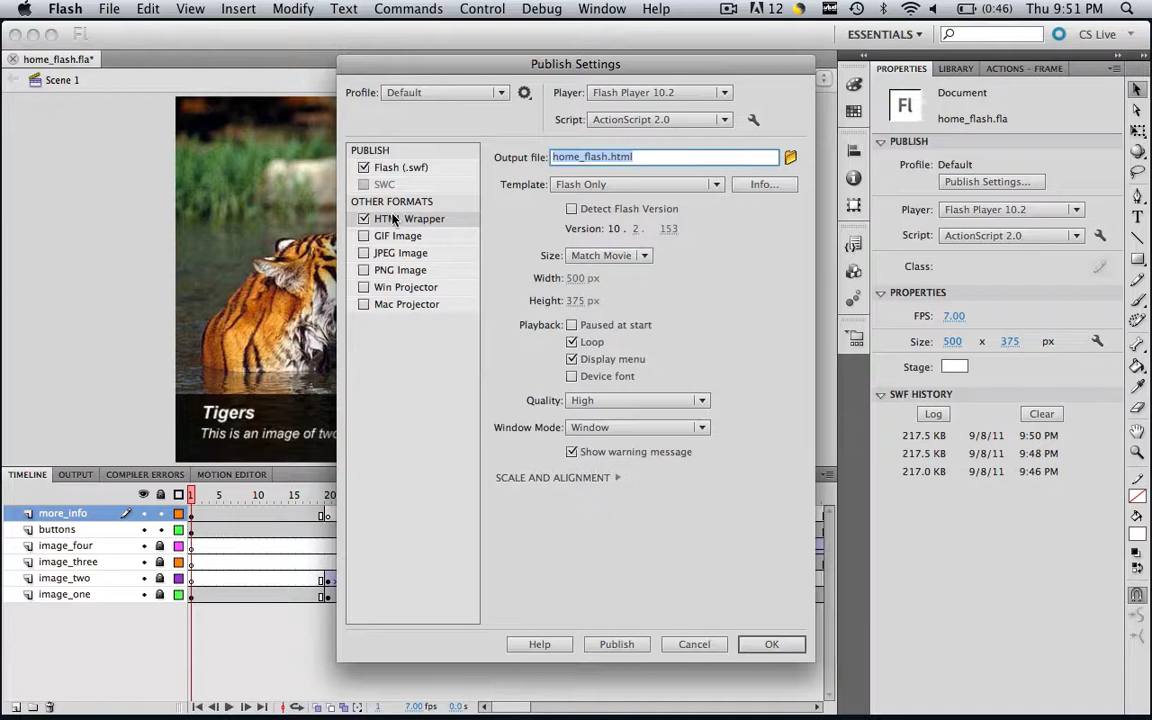 Flash File Edit View Insert Modify Text Commands Control Debug Window Help 12 (0:46) Thu 9:51 PM
Fl ESSENTIALS CS Live
home_flash.fla*
Scene 1
Publish Settings
Profile: Default Player: Flash Player 10.2
Script: ActionScript 2.0
PUBLISH
Flash (.swf)
SWC
OTHER FORMATS
HTML Wrapper
GIF Image
JPEG Image
PNG Image
Win Projector
Mac Projector
Output file: home_flash.html
Template: Flash Only Info...
Detect Flash Version
Version: 10 . 2 . 153
Size: Match Movie
Width: 500 px
Height: 375 px
Playback: Paused at start
Loop
Display menu
Device font
Quality: High
Window Mode: Window
Show warning message
SCALE AND ALIGNMENT
Help Publish Cancel OK
Tigers
This is an image of two
PROPERTIES LIBRARY ACTIONS - FRAME
Fl Document
home_flash.fla
PUBLISH
Profile: Default
Publish Settings...
Player: Flash Player 10.2
Script: ActionScript 2.0
Class:
PROPERTIES
FPS: 7.00
Size: 500 x 375 px
Stage:
SWF HISTORY
Log Clear
217.5 KB 9/8/11 9:50 PM
217.5 KB 9/8/11 9:48 PM
217.0 KB 9/8/11 9:46 PM
TIMELINE OUTPUT COMPILER ERRORS MOTION EDITOR
1 5 10 15 20
more_info
buttons
image_four
image_three
image_two
image_one
1 7.00 fps 0.0 s